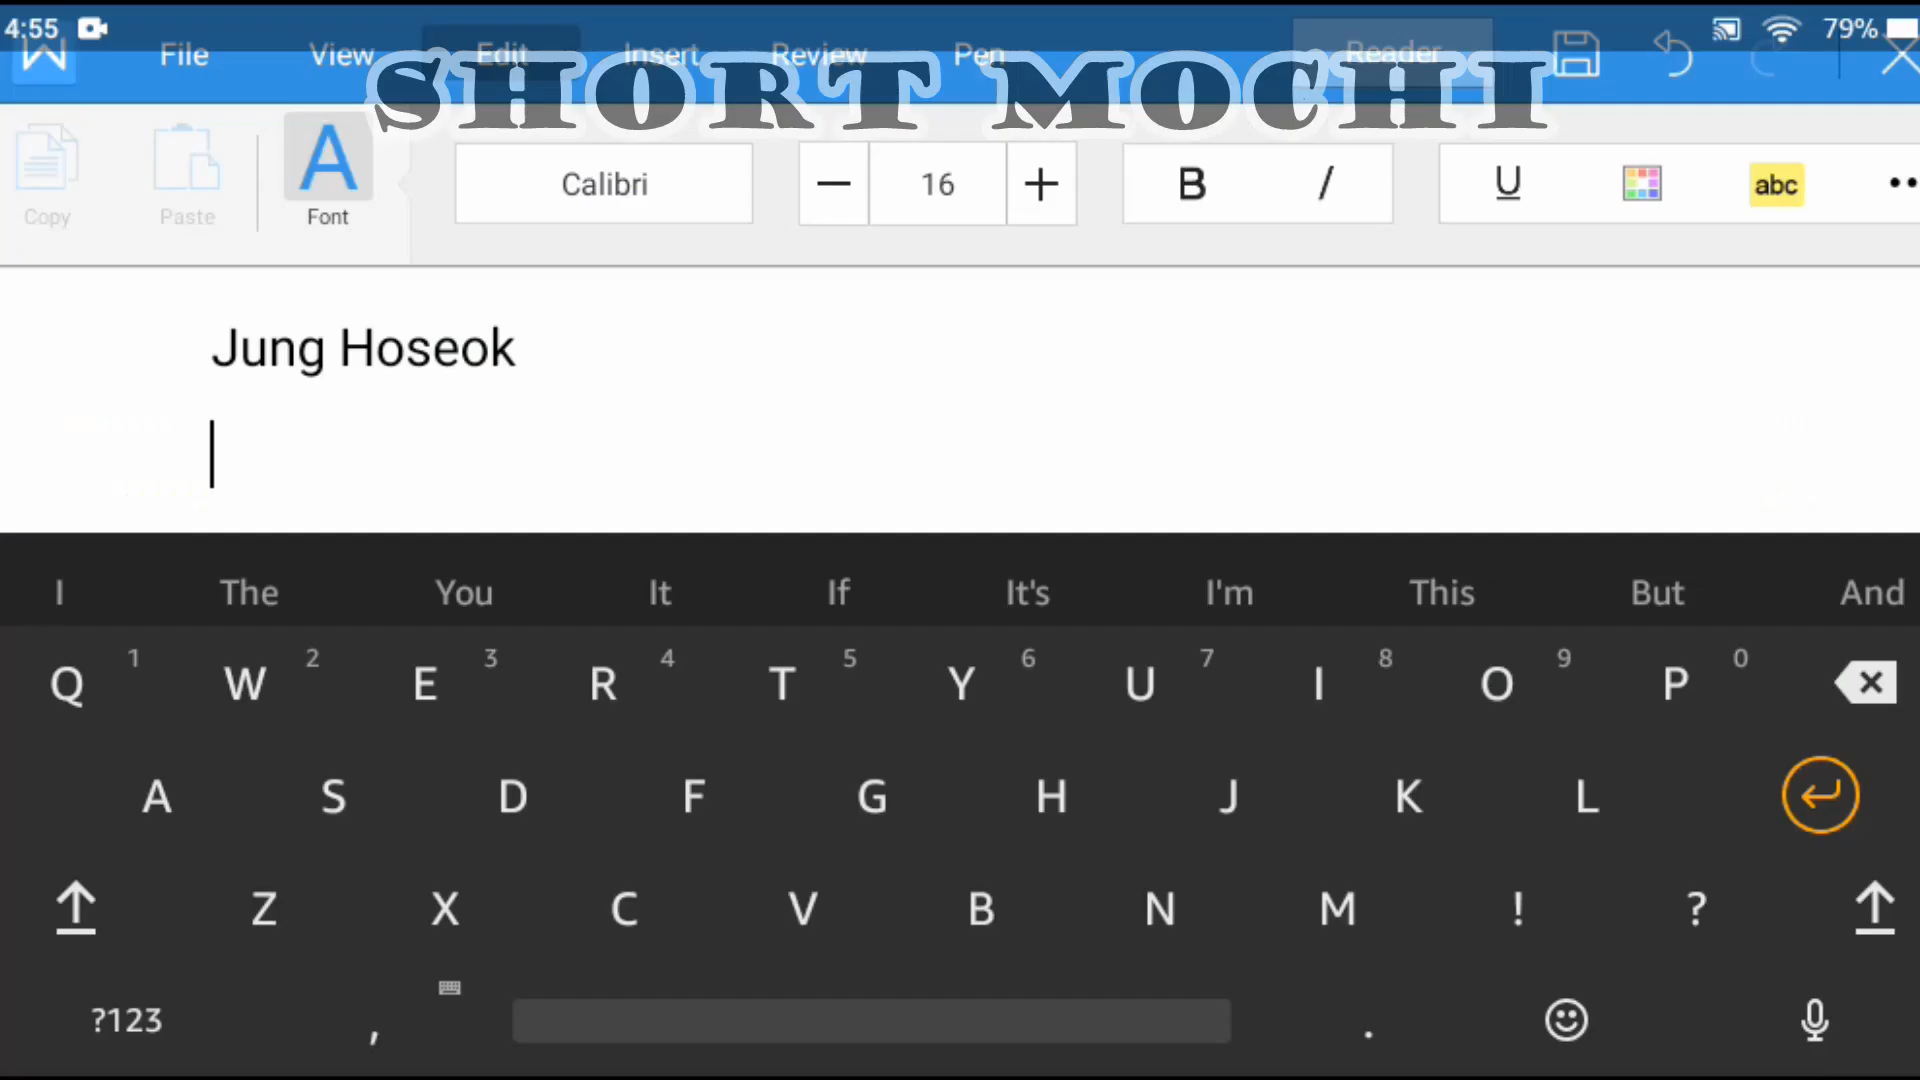 4:55
79%
File View Edit Insert Review Pen Reader
SHORT MOCHI
Calibri
16
B / U abc
Copy Paste Font
Jung Hoseok
I The You It If It's I'm This But And
Q 1 W 2 E 3 R 4 T 5 Y 6 U 7 I 8 O 9 P 0
A S D F G H J K L
Z X C V B N M ! ?
?123 , .